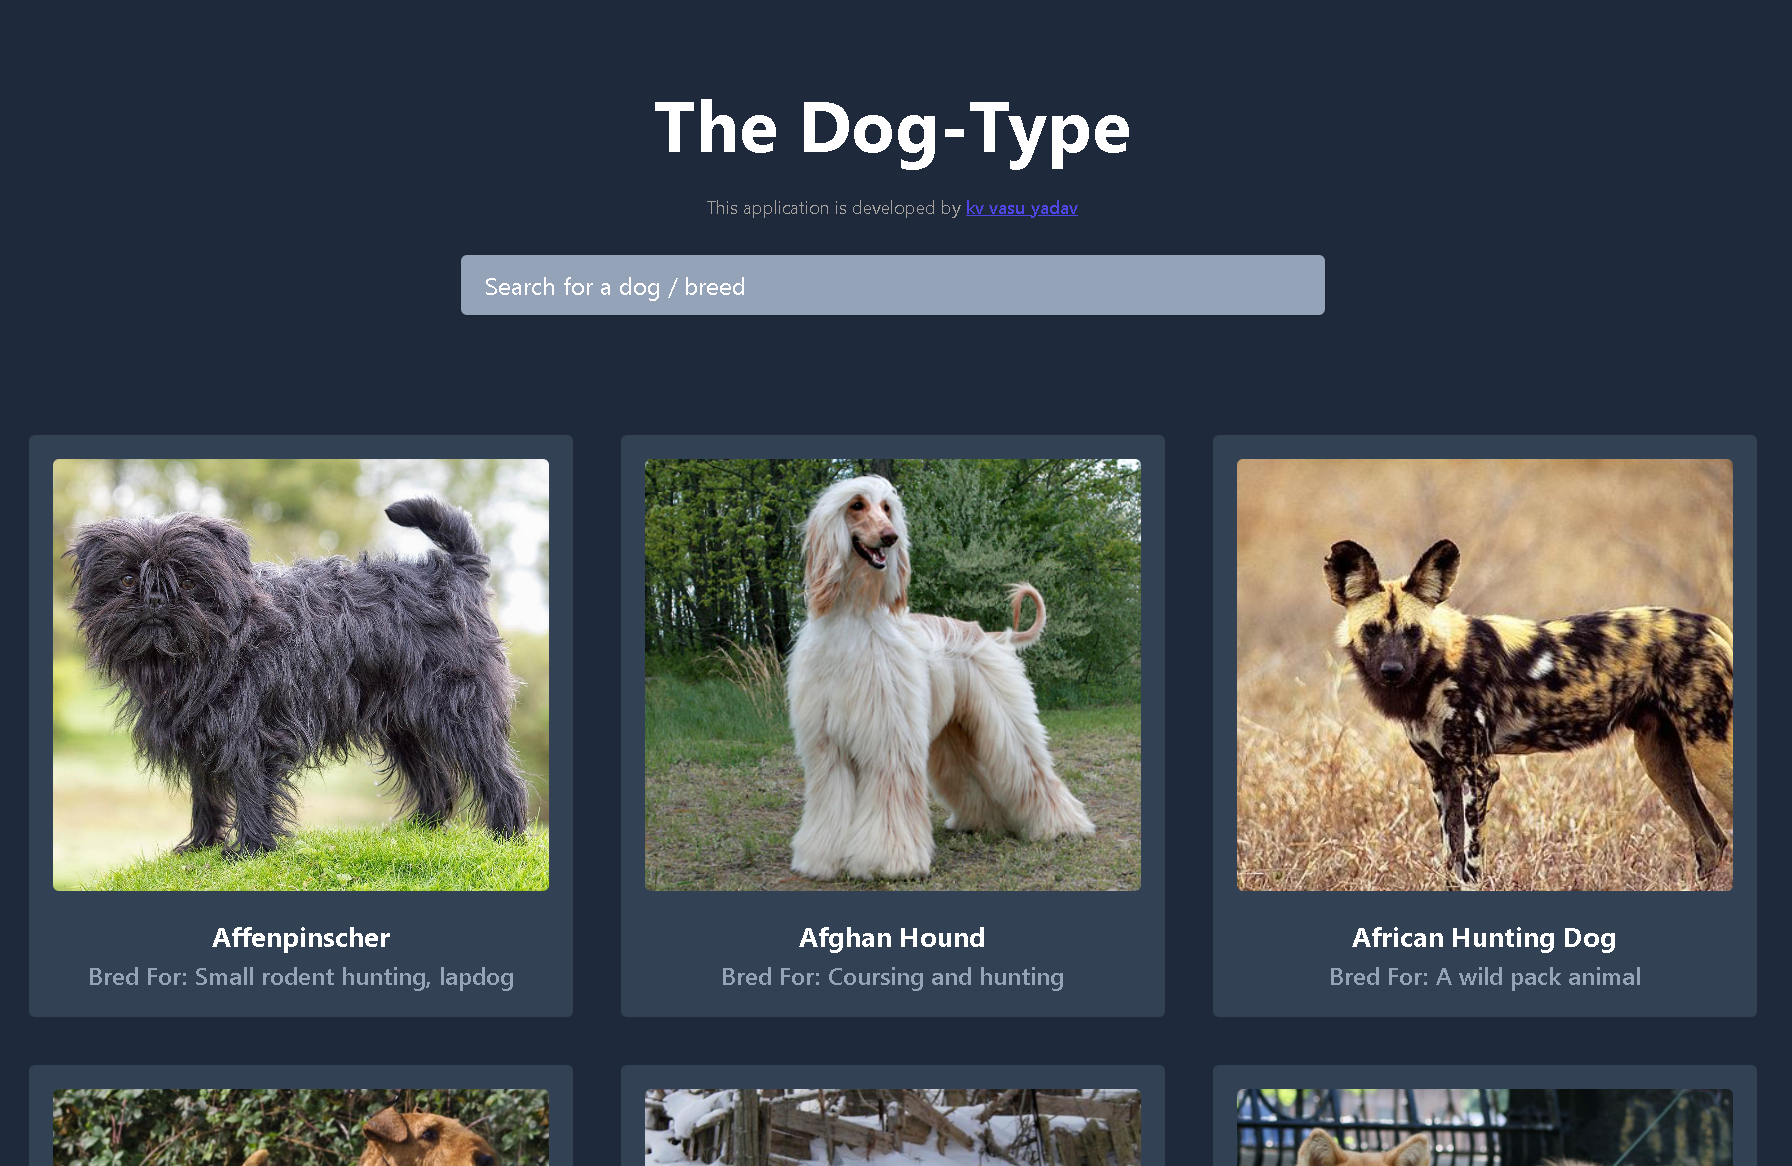 The Dog-Type
This application is developed by kv vasu yadav
Search for a dog / breed
Affenpinscher
Bred For: Small rodent hunting, lapdog
Afghan Hound
Bred For: Coursing and hunting
African Hunting Dog
Bred For: A wild pack animal